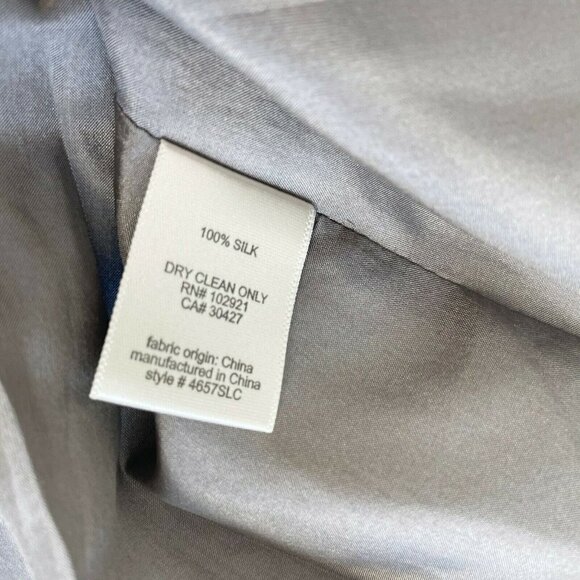 100% SILK
DRY CLEAN ONLY
RN# 102921
CA# 30427
fabric origin: China
manufactured in China
style # 4657SLC